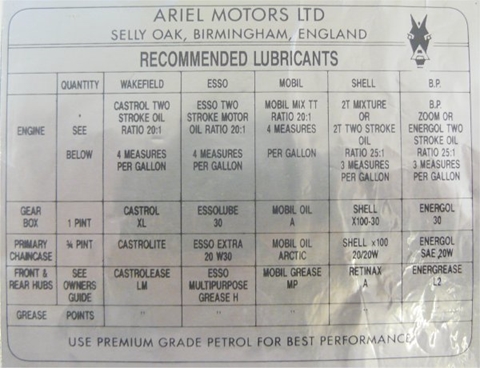 ARIEL MOTORS LTD
SELLY OAK, BIRMINGHAM, ENGLAND
RECOMMENDED LUBRICANTS
QUANTITY WAKEFIELD ESSO MOBIL SHELL B.P.
ENGINE
SEE
BELOW
CASTROL TWO
STROKE OIL
RATIO 20:1
4 MEASURES
PER GALLON
ESSO TWO
STROKE MOTOR
OIL RATIO 20:1
4 MEASURES
PER GALLON
MOBIL MIX TT
RATIO 20:1
4 MEASURES
PER GALLON
2T MIXTURE
OR
2T TWO STROKE
OIL
RATIO 25:1
3 MEASURES
PER GALLON
B.P.
ZOOM OR
ENERGOL TWO
STROKE OIL
RATIO 25:1
3 MEASURES
PER GALLON
GEAR
BOX
1 PINT
CASTROL
XL
ESSOLUBE
30
MOBIL OIL
A
SHELL
X100-30
ENERGOL
30
PRIMARY
CHAINCASE
¾ PINT
CASTROLITE
ESSO EXTRA
20 W30
MOBIL OIL
ARCTIC
SHELL x100
20/20W
ENERGOL
SAE 20W
FRONT &
REAR HUBS
SEE
OWNERS
GUIDE
CASTROLEASE
LM
ESSO
MULTIPURPOSE
GREASE H
MOBIL GREASE
MP
RETINAX
A
ENERGREASE
L2
GREASE POINTS " " " " "
USE PREMIUM GRADE PETROL FOR BEST PERFORMANCE